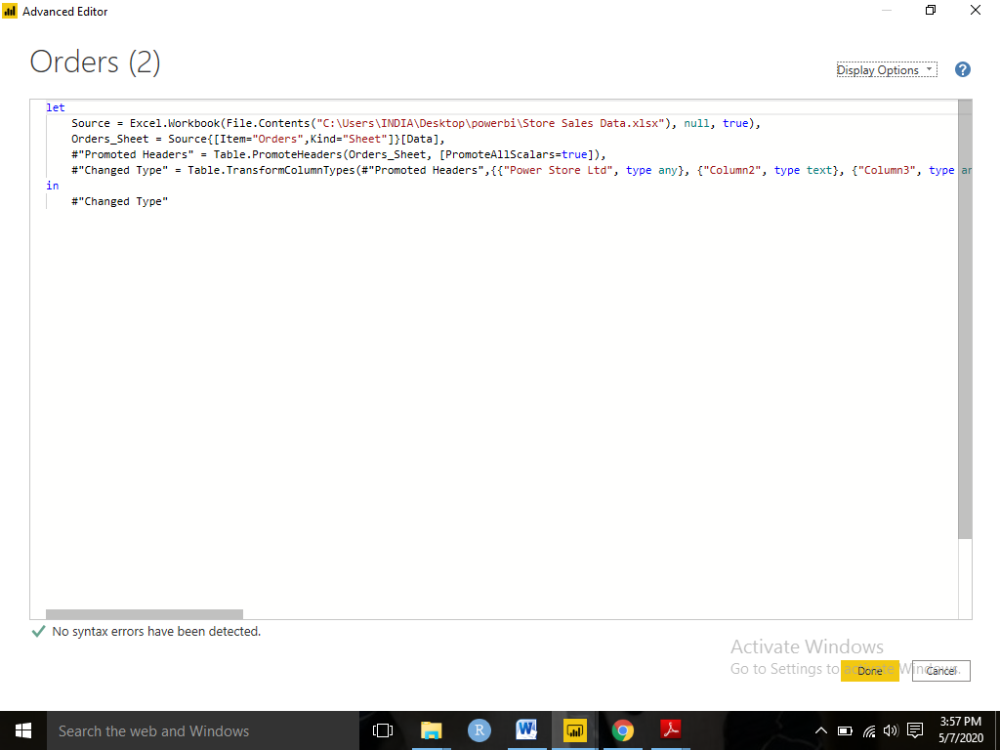 Advanced Editor
Orders (2)
Display Options
?
let
Source = Excel.Workbook(File.Contents("C:\Users\INDIA\Desktop\powerbi\Store Sales Data.xlsx"), null, true),
Orders_Sheet = Source{[Item="Orders",Kind="Sheet"]}[Data],
#"Promoted Headers" = Table.PromoteHeaders(Orders_Sheet, [PromoteAllScalars=true]),
#"Changed Type" = Table.TransformColumnTypes(#"Promoted Headers",{{"Power Store Ltd", type any}, {"Column2", type text}, {"Column3", type ar
in
#"Changed Type"
No syntax errors have been detected.
Activate Windows
Go to Settings to activate Windows.
Done
Cancel
Search the web and Windows
R
W
3:57 PM
5/7/2020